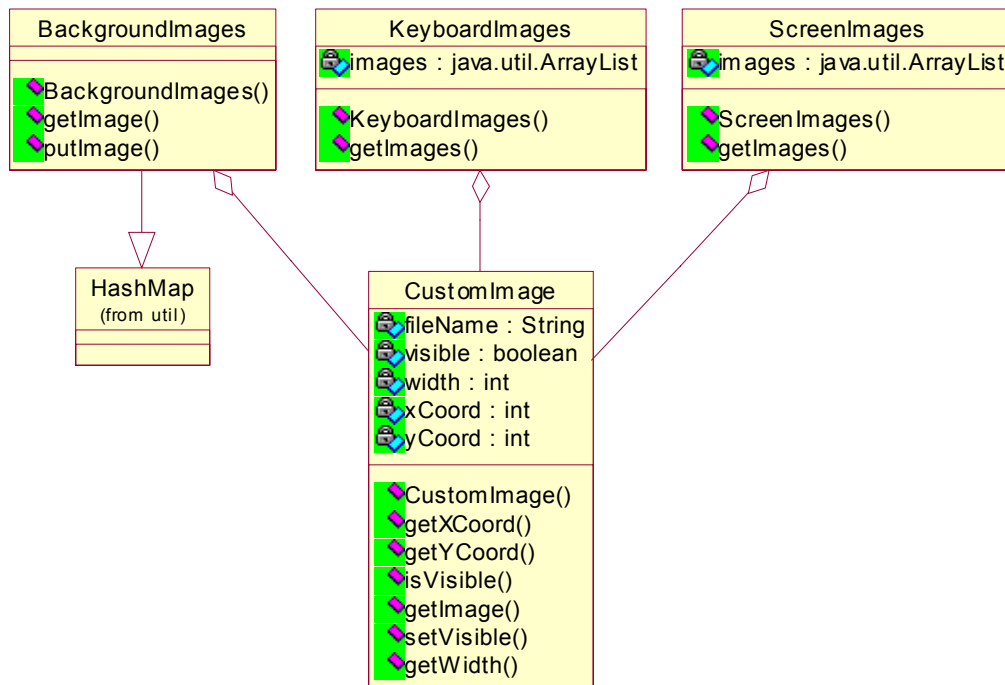 BackgroundImages
BackgroundImages()
getImage()
putImage()
KeyboardImages
images : java.util.ArrayList
KeyboardImages()
getImages()
ScreenImages
images : java.util.ArrayList
ScreenImages()
getImages()
HashMap
(from util)
CustomImage
fileName : String
visible : boolean
width : int
xCoord : int
yCoord : int
CustomImage()
getXCoord()
getYCoord()
isVisible()
getImage()
setVisible()
getWidth()